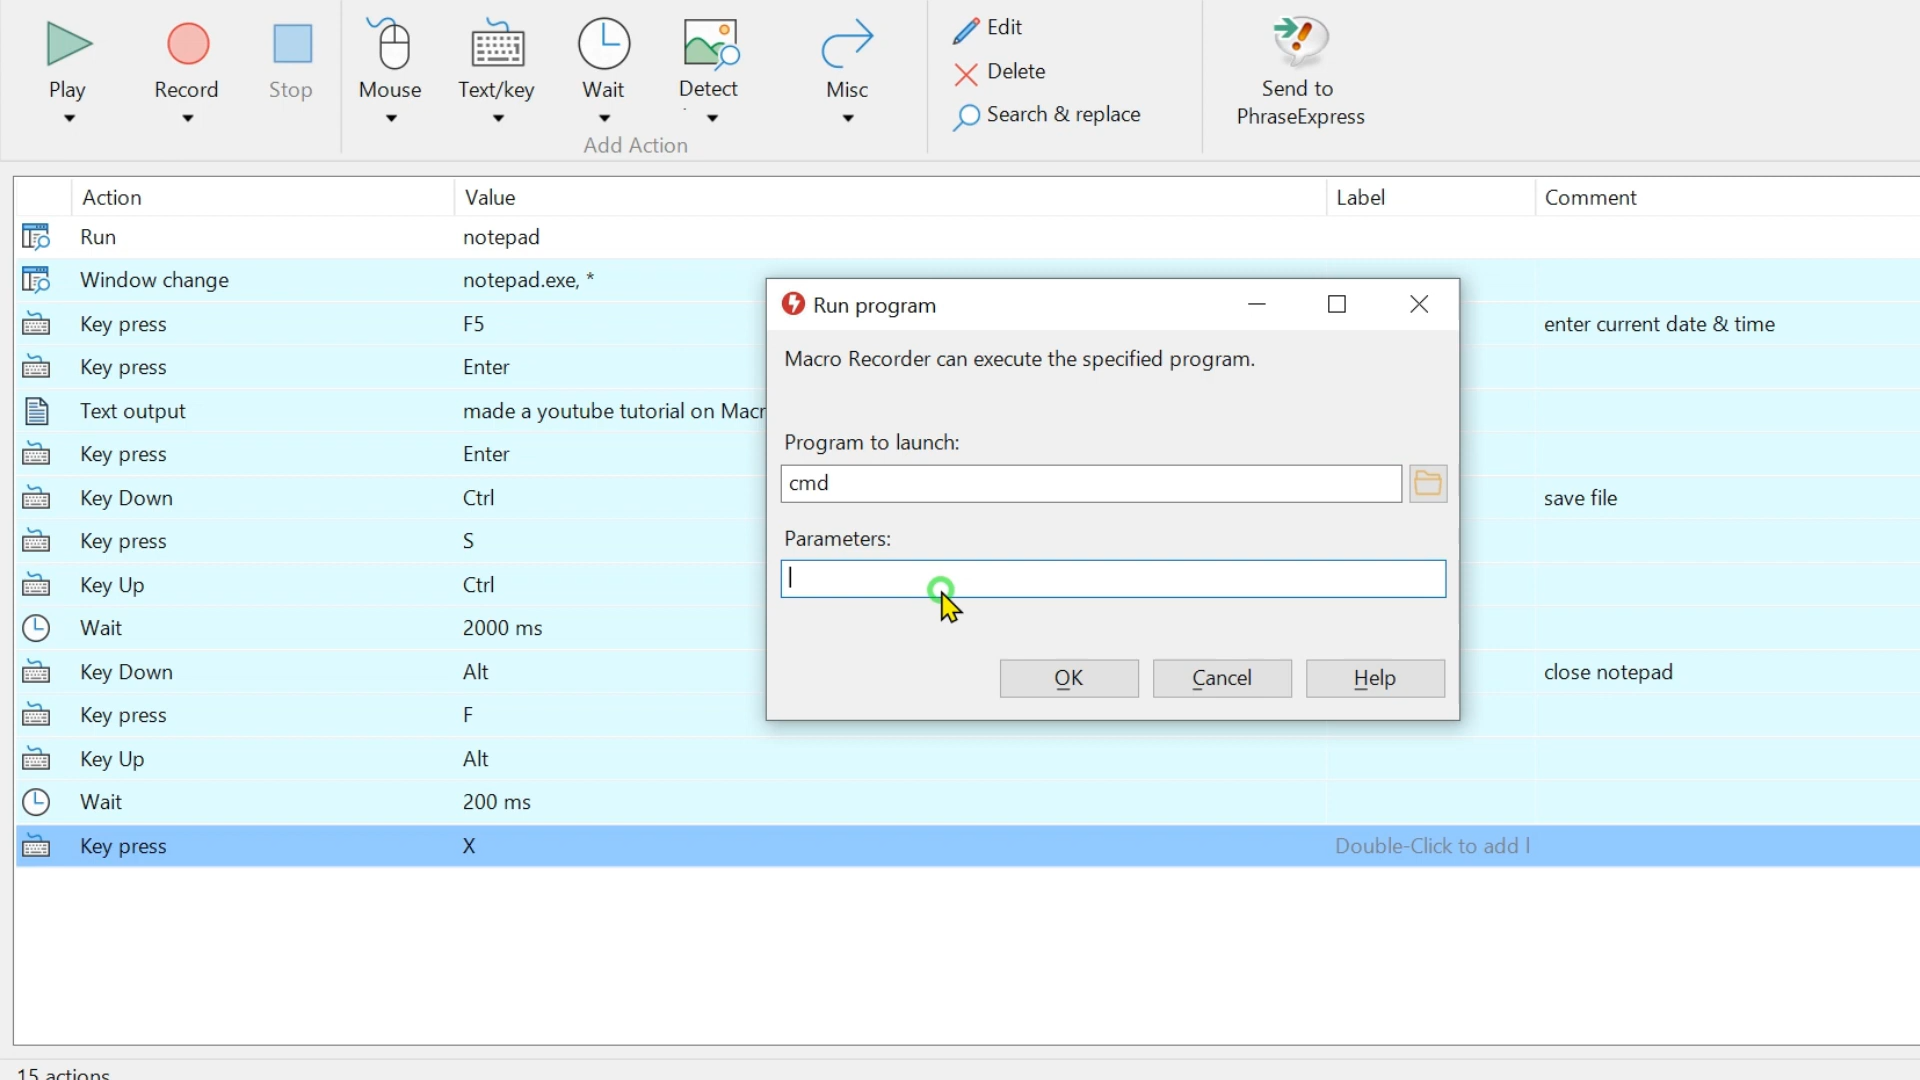 Play
Record
Stop
Mouse
Text/key
Wait
Detect
Misc
Add Action
Edit
Delete
Search & replace
Send to
PhraseExpress
Action Value Label Comment
Run notepad
Window change notepad.exe, *
Key press F5 enter current date & time
Key press Enter
Text output made a youtube tutorial on Macr
Key press Enter
Key Down Ctrl save file
Key press S
Key Up Ctrl
Wait 2000 ms
Key Down Alt close notepad
Key press F
Key Up Alt
Wait 200 ms
Key press X Double-Click to add l
Run program
Macro Recorder can execute the specified program.
Program to launch:
cmd
Parameters:
OK Cancel Help
15 actions